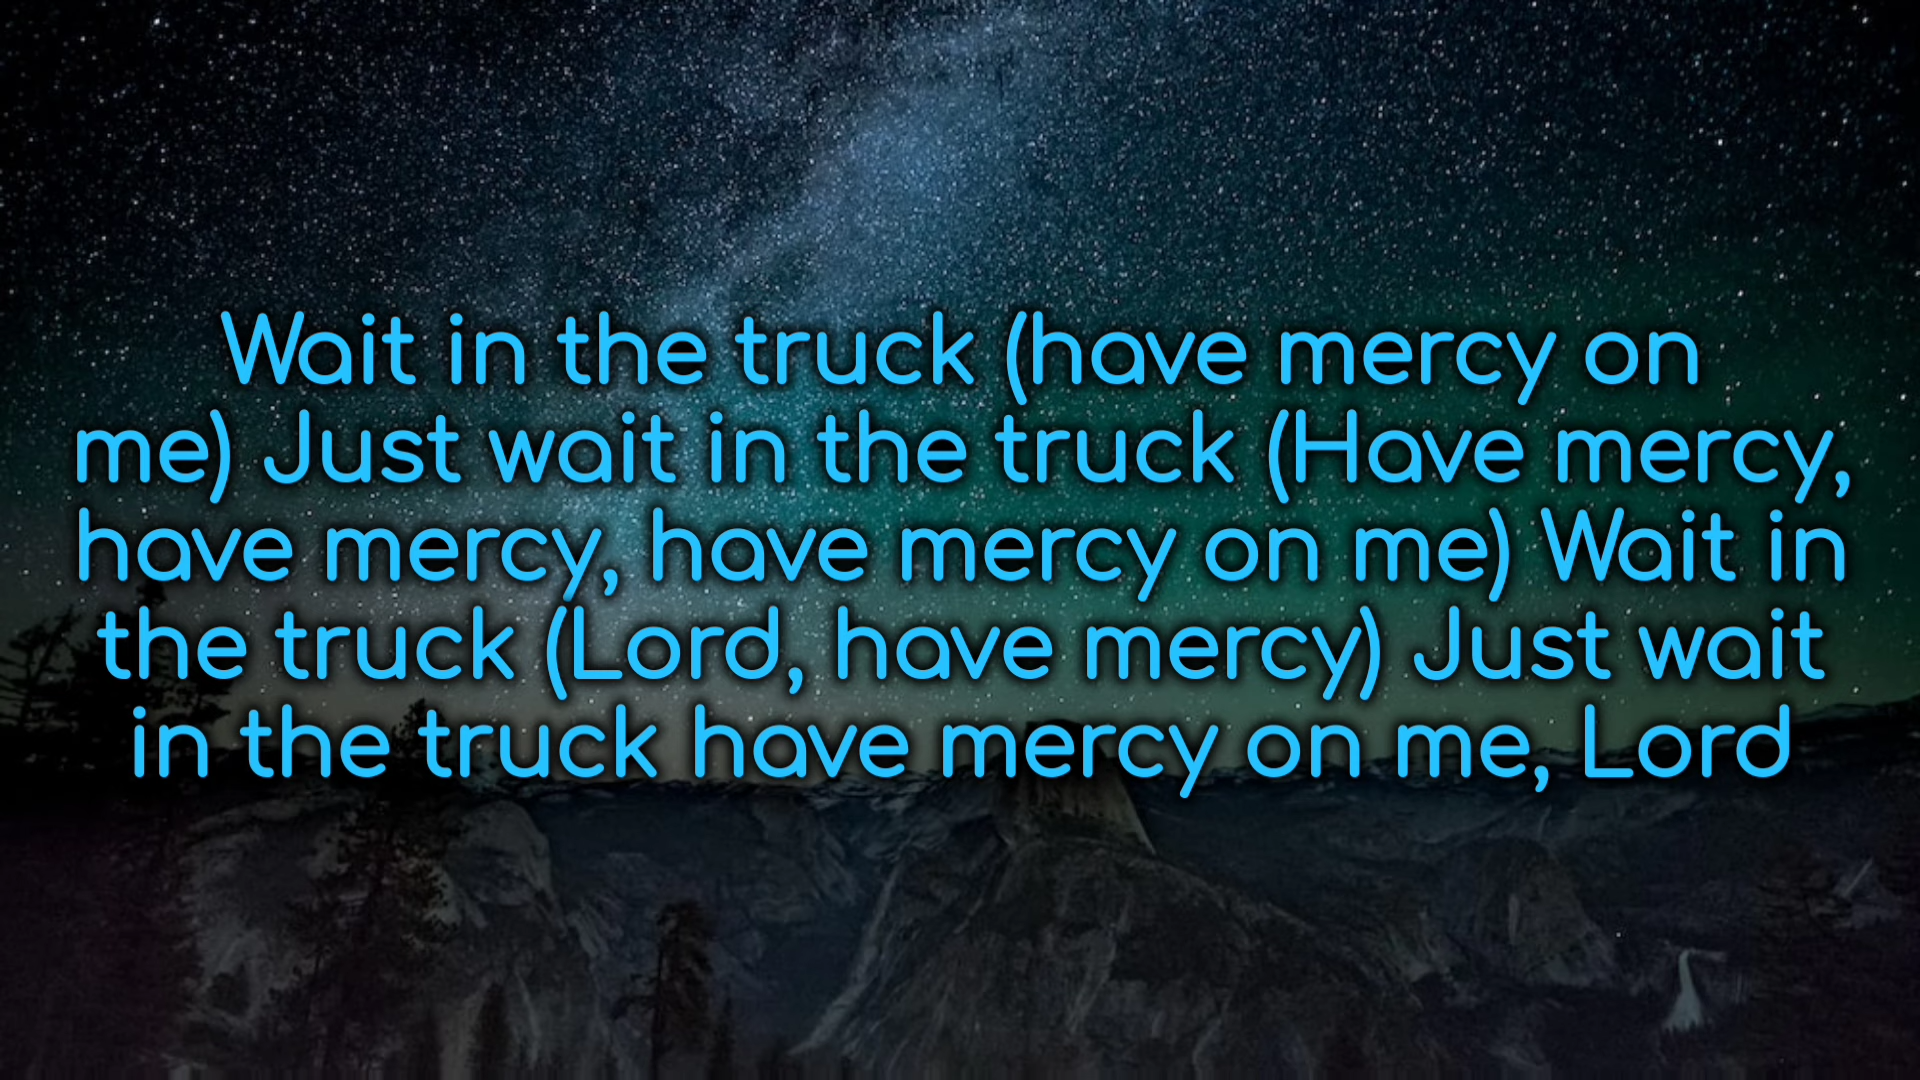 Wait in the truck (have mercy on
me) Just wait in the truck (Have mercy,
have mercy, have mercy on me) Wait in
the truck (Lord, have mercy) Just wait
in the truck have mercy on me, Lord